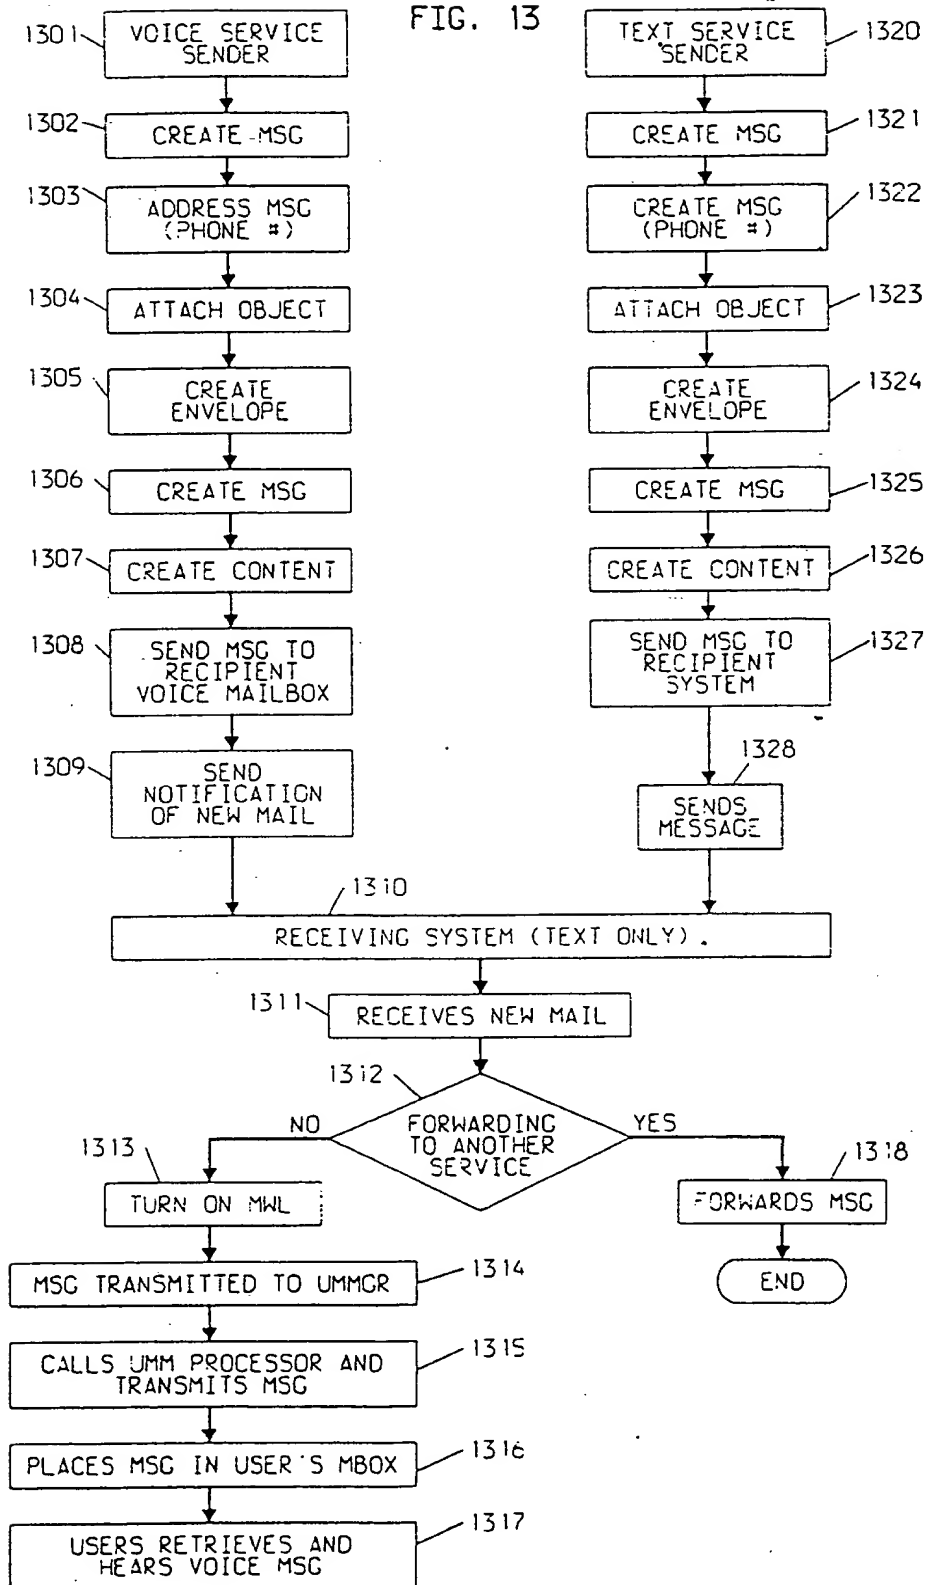 FIG. 13
1301
VOICE SERVICE
SENDER
1302
CREATE MSG
1303
ADDRESS MSG
(PHONE #)
1304
ATTACH OBJECT
1305
CREATE
ENVELOPE
1306
CREATE MSG
1307
CREATE CONTENT
1308
SEND MSG TO
RECIPIENT
VOICE MAILBOX
1309
SEND
NOTIFICATION
OF NEW MAIL
TEXT SERVICE
SENDER
1320
CREATE MSG
1321
CREATE MSG
(PHONE #)
1322
ATTACH OBJECT
1323
CREATE
ENVELOPE
1324
CREATE MSG
1325
CREATE CONTENT
1326
SEND MSG TO
RECIPIENT
SYSTEM
1327
1328
SENDS
MESSAGE
1310
RECEIVING SYSTEM (TEXT ONLY).
1311
RECEIVES NEW MAIL
1312
FORWARDING
TO ANOTHER
SERVICE
NO
YES
1313
TURN ON MWL
1318
FORWARDS MSG
END
MSG TRANSMITTED TO UMMGR
1314
CALLS UMM PROCESSOR AND
TRANSMITS MSG
1315
PLACES MSG IN USER'S MBOX
1316
USERS RETRIEVES AND
HEARS VOICE MSG
1317